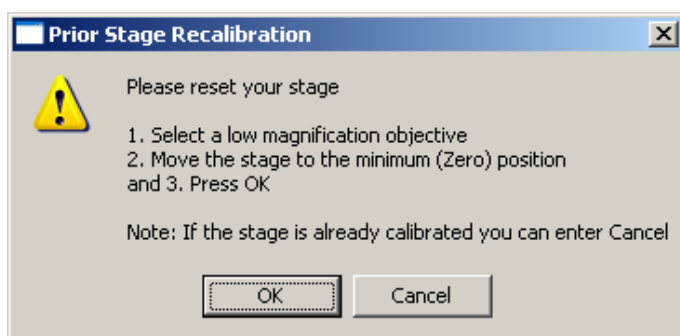 Prior Stage Recalibration
Please reset your stage
1. Select a low magnification objective
2. Move the stage to the minimum (Zero) position
and 3. Press OK
Note: If the stage is already calibrated you can enter Cancel
OK
Cancel